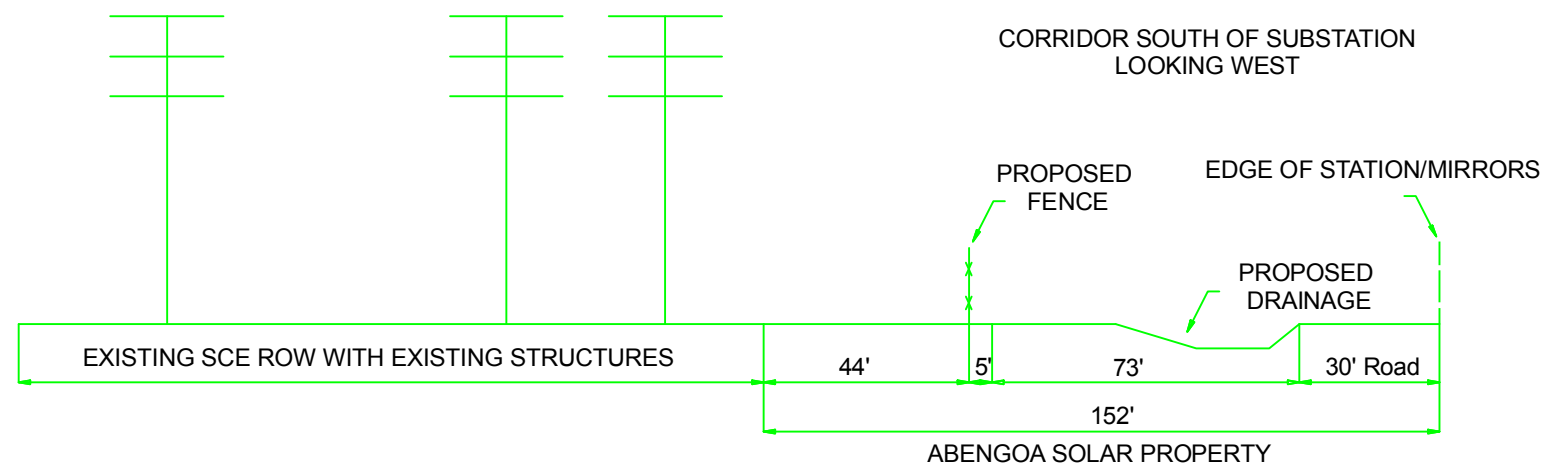 CORRIDOR SOUTH OF SUBSTATION
LOOKING WEST
PROPOSED
FENCE
EDGE OF STATION/MIRRORS
PROPOSED
DRAINAGE
EXISTING SCE ROW WITH EXISTING STRUCTURES
44'
5'
73'
30' Road
152'
ABENGOA SOLAR PROPERTY